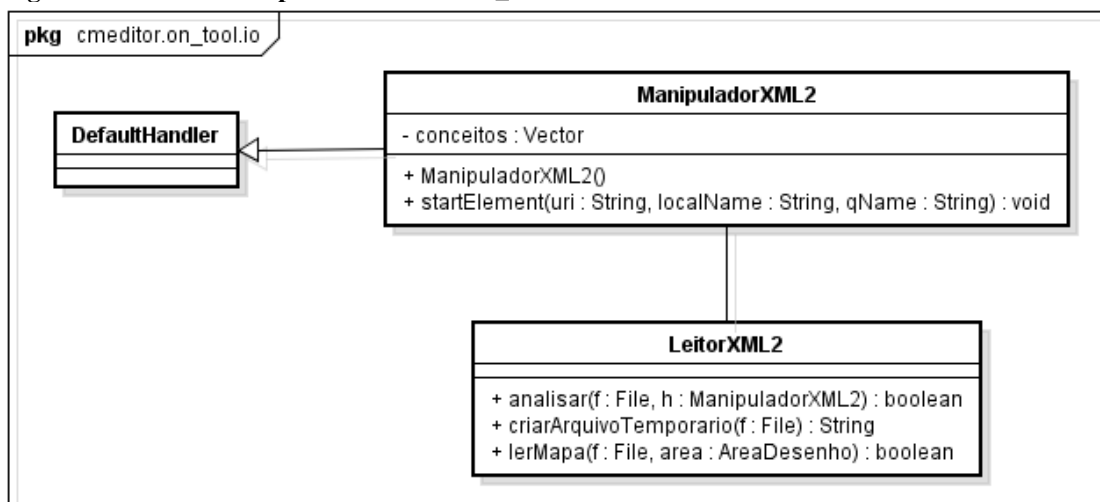 pkg cmeditor.on_tool.io
ManipuladorXML2
DefaultHandler
- conceitos : Vector
+ ManipuladorXML2()
+ startElement(uri : String, localName : String, qName : String) : void
LeitorXML2
+ analisar(f : File, h : ManipuladorXML2) : boolean
+ criarArquivoTemporario(f : File) : String
+ lerMapa(f : File, area : AreaDesenho) : boolean